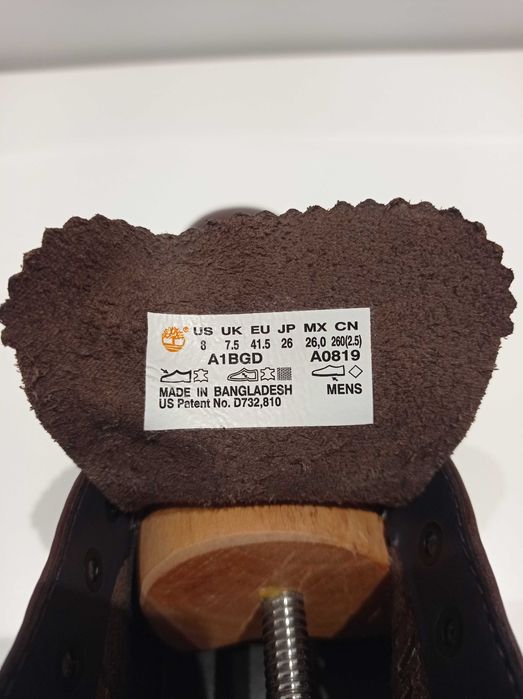 US UK EU JP MX CN
8 7.5 41.5 26 26,0 260(2.5)
A1BGD A0819
MADE IN BANGLADESH MENS
US Patent No. D732,810